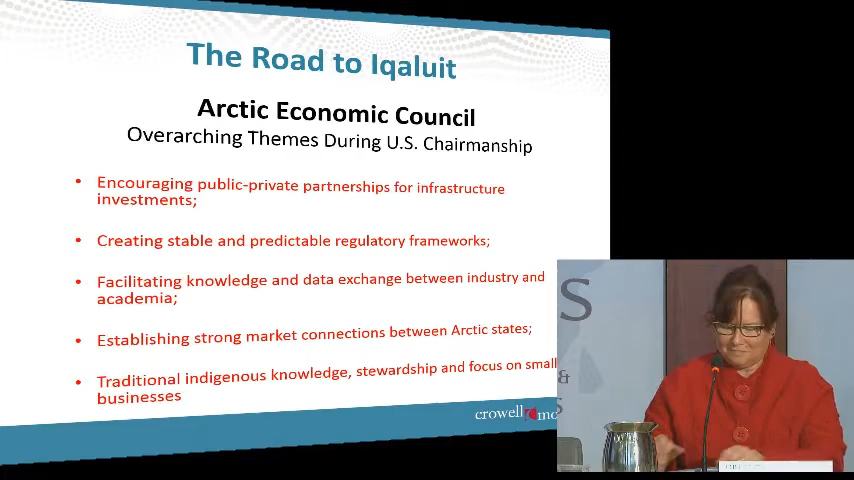 The Road to Iqaluit
Arctic Economic Council
Overarching Themes During U.S. Chairmanship
• Encouraging public-private partnerships for infrastructure
investments;
• Creating stable and predictable regulatory frameworks;
• Facilitating knowledge and data exchange between industry and
academia;
• Establishing strong market connections between Arctic states;
• Traditional indigenous knowledge, stewardship and focus on small
businesses
crowell mo
S
&
S